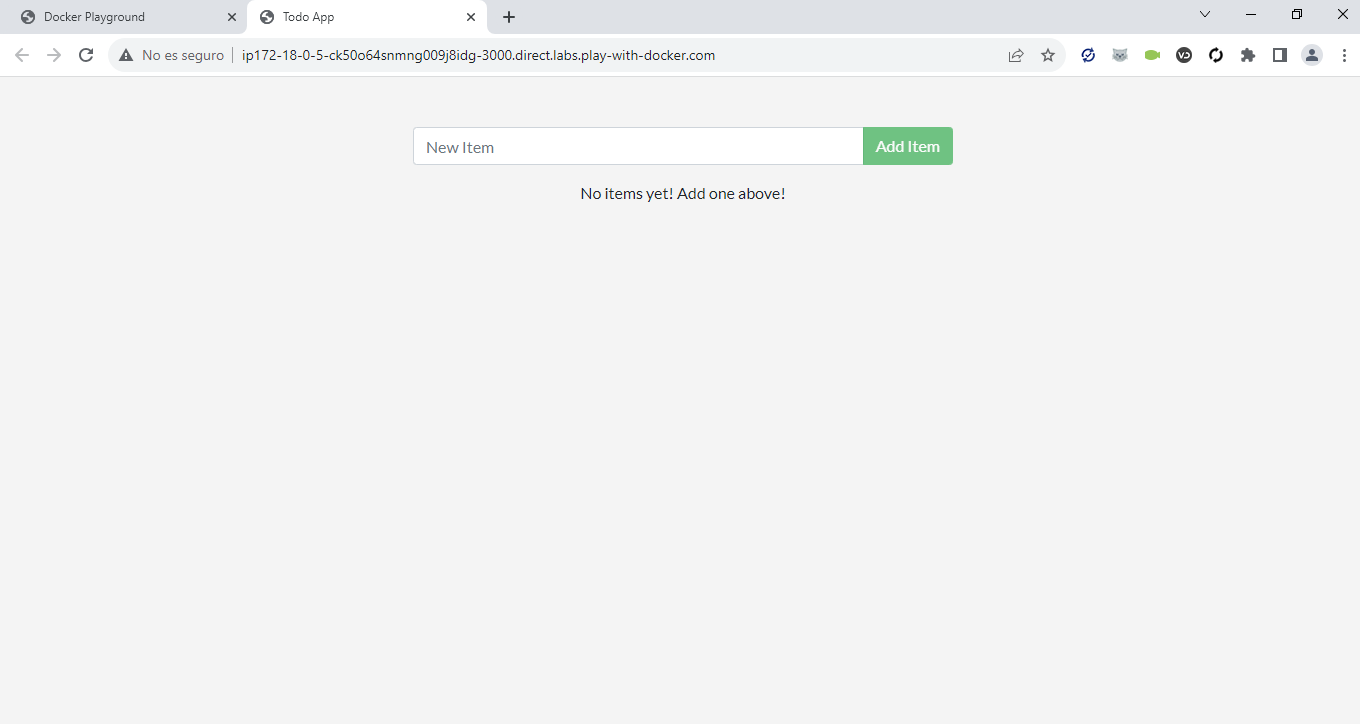 Docker Playground
Todo App
No es seguro
ip172-18-0-5-ck50o64snmng009j8idg-3000.direct.labs.play-with-docker.com
VD
New Item
Add Item
No items yet! Add one above!